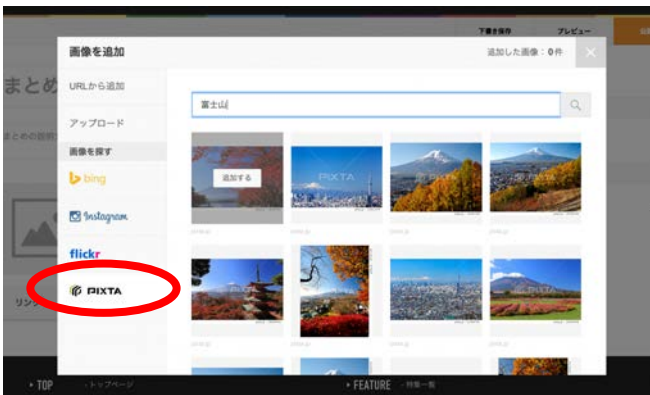 下書き保存 プレビュー
画像を追加
追加した画像：0件
まとめ
URLから追加
富士山
アップロード
画像を探す
bing
追加する
PIXTA
Instagram
flickr
PIXTA
リンク
TOP
トップページ
FEATURE
特集一覧